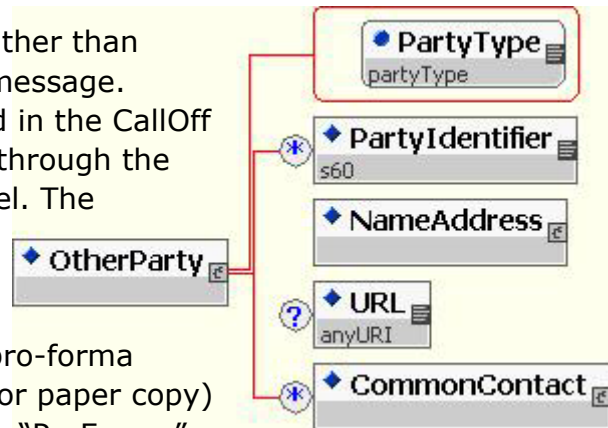 ther than
message.
d in the CallOff
through the
el. The
pro-forma
or paper copy)
PartyType
partyType
PartyIdentifier
s60
NameAddress
OtherParty
URL
anyURI
CommonContact